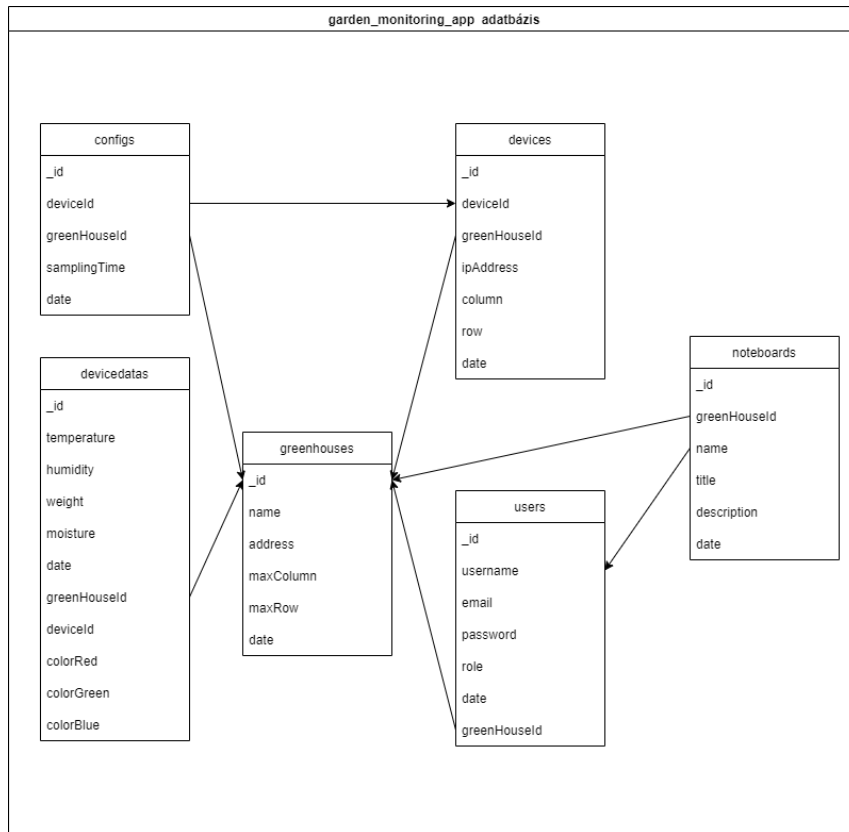 garden_monitoring_app adatbázis
configs
_id
deviceId
greenHouseId
samplingTime
date
devices
_id
deviceId
greenHouseId
ipAddress
column
row
date
noteboards
_id
greenHouseId
name
title
description
date
devicedatas
_id
temperature
humidity
weight
moisture
date
greenHouseId
deviceId
colorRed
colorGreen
colorBlue
greenhouses
_id
name
address
maxColumn
maxRow
date
users
_id
username
email
password
role
date
greenHouseId